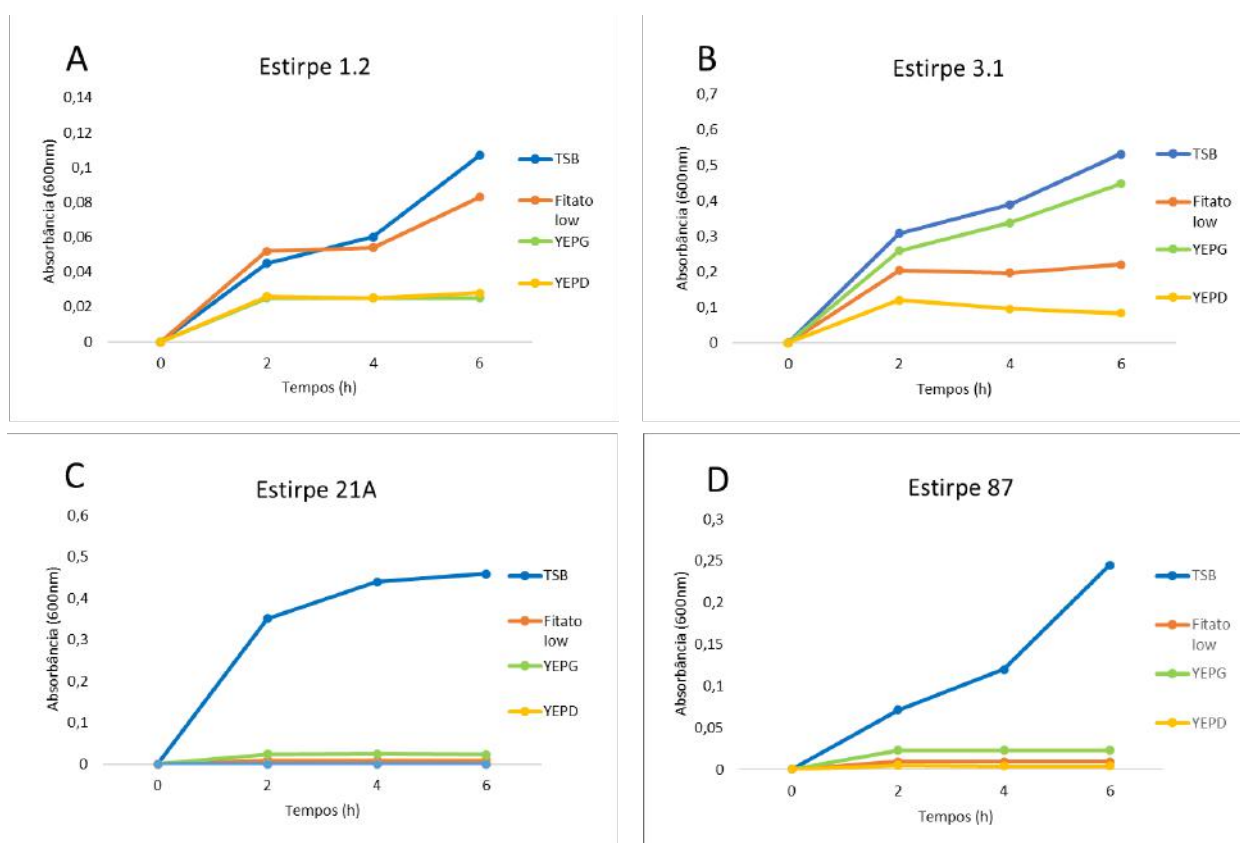 A
Estirpe 1.2
Absorbância (600nm)
0,14
0,12
0,1
0,08
0,06
0,04
0,02
0
0 2 4 6
Tempos (h)
TSB
Fitato
low
YEPG
YEPD
B
Estirpe 3.1
Absorbância (600nm)
0,7
0,6
0,5
0,4
0,3
0,2
0,1
0
0 2 4 6
Tempos (h)
TSB
Fitato
low
YEPG
YEPD
C
Estirpe 21A
Absorbância (600nm)
0,6
0,5
0,4
0,3
0,2
0,1
0
0 2 4 6
Tempos (h)
TSB
Fitato
low
YEPG
YEPD
D
Estirpe 87
Absorbância (600nm)
0,3
0,25
0,2
0,15
0,1
0,05
0
0 2 4 6
Tempos (h)
TSB
Fitato
low
YEPG
YEPD